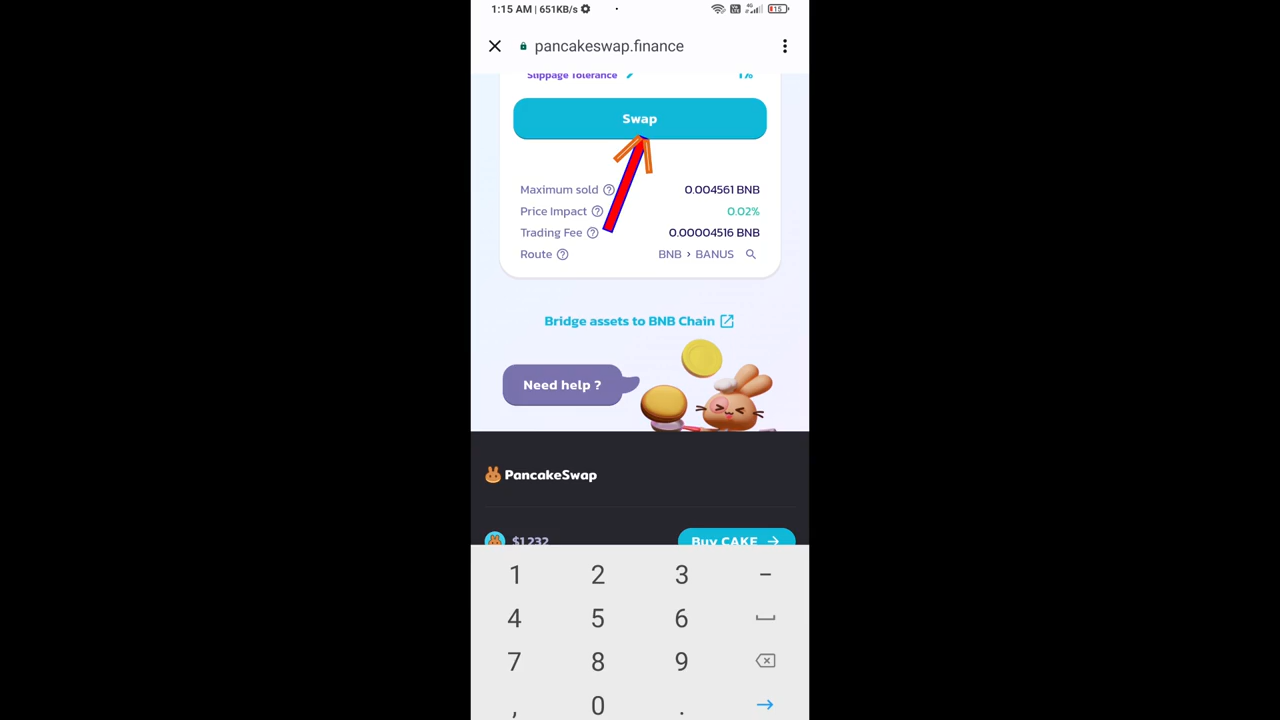 1:15 AM | 651KB/s
4G
15
pancakeswap.finance
Slippage Tolerance 1%
Swap
Maximum sold 0.004561 BNB
Price Impact 0.02%
Trading Fee 0.00004516 BNB
Route BNB > BANUS
Bridge assets to BNB Chain
Need help ?
PancakeSwap
$1.232 Buy CAKE →
1 2 3 −
4 5 6
7 8 9
, 0 . →